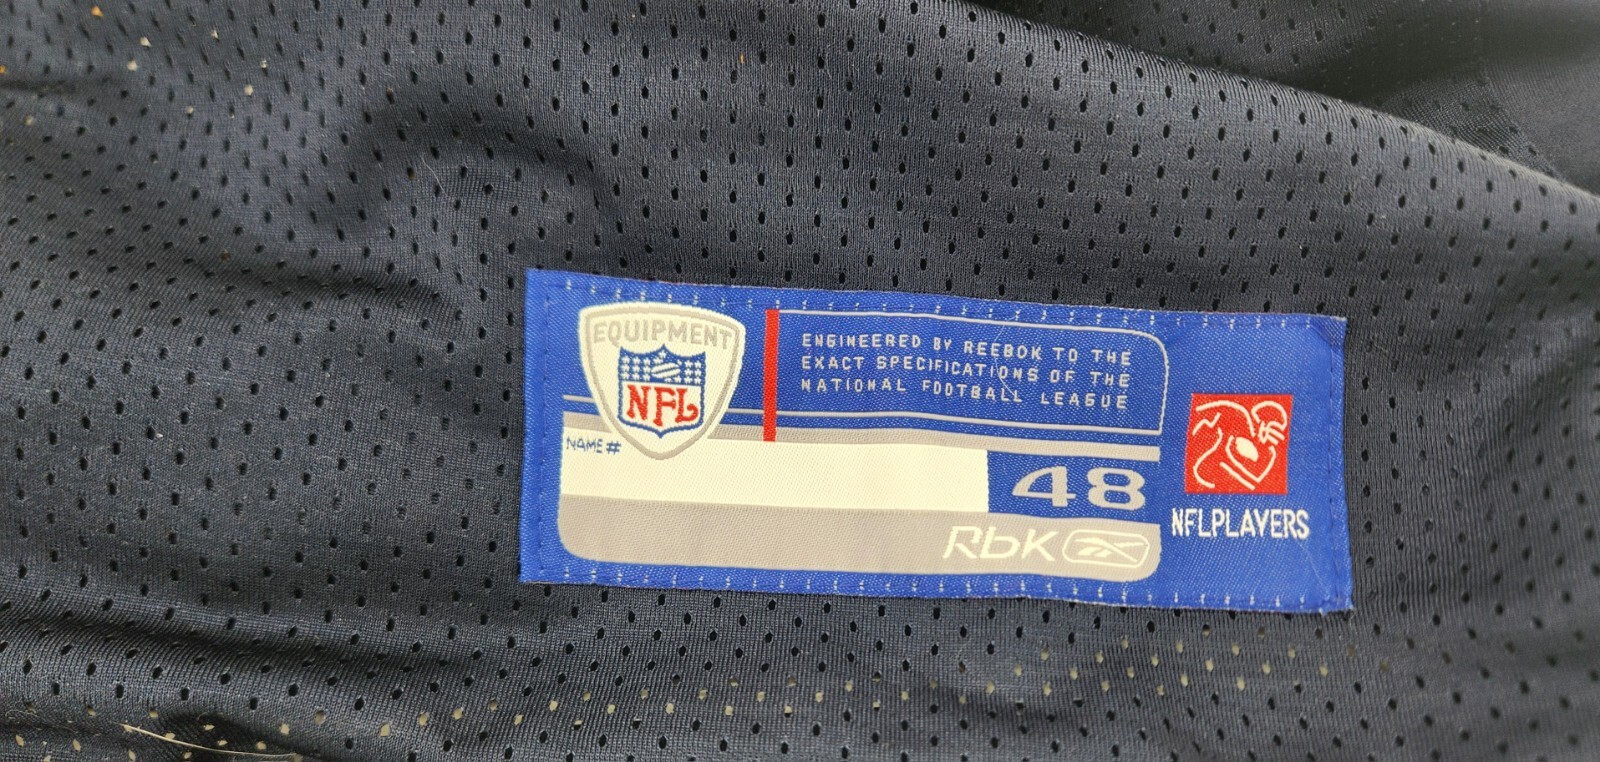 EQUIPMENT
NFL
ENGINEERED BY REEBOK TO THE
EXACT SPECIFICATIONS OF THE
NATIONAL FOOTBALL LEAGUE
NAME#
48
RbK
NFLPLAYERS